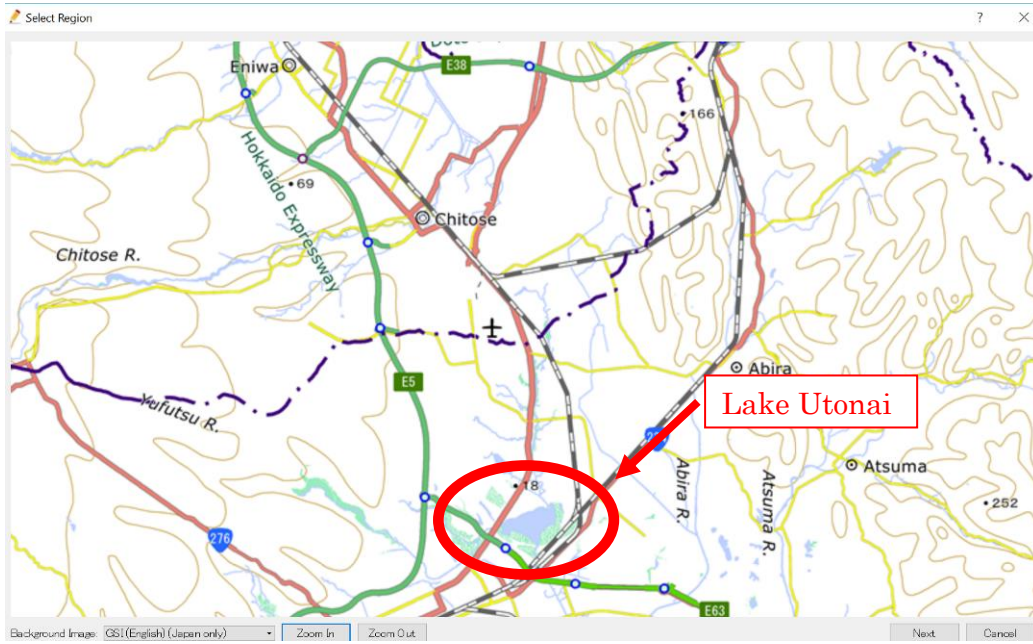 Select Region
?
Eniwa
E38
166
Hokkaido Expressway
69
Chitose
Chitose R.
E5
Abira
Lake Utonai
Yufutsu R.
Atsuma
Abira R.
Atsuma R.
18
252
276
E63
Background Image: GSI(English)(Japan only)
Zoom In
Zoom Out
Next
Cancel